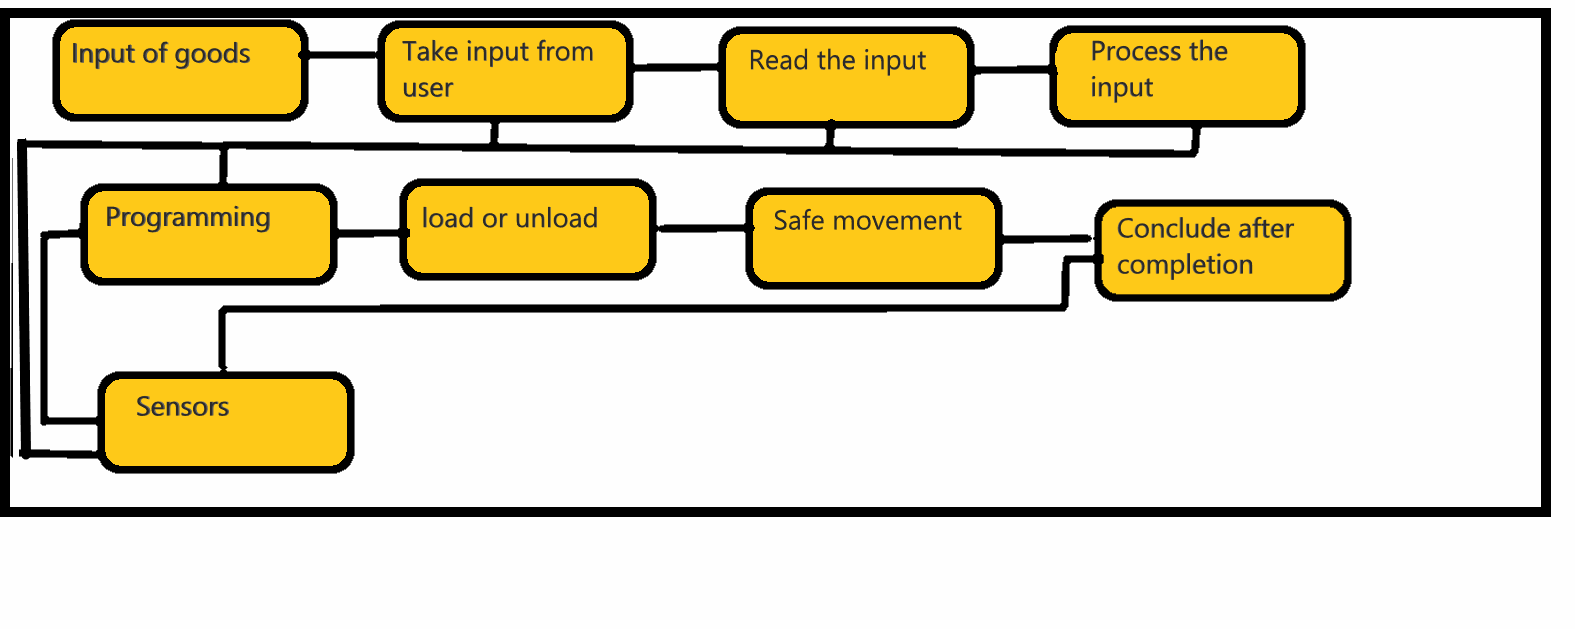 Input of goods
Take input from
user
Read the input
Process the
input
Programming
load or unload
Safe movement
Conclude after
completion
Sensors